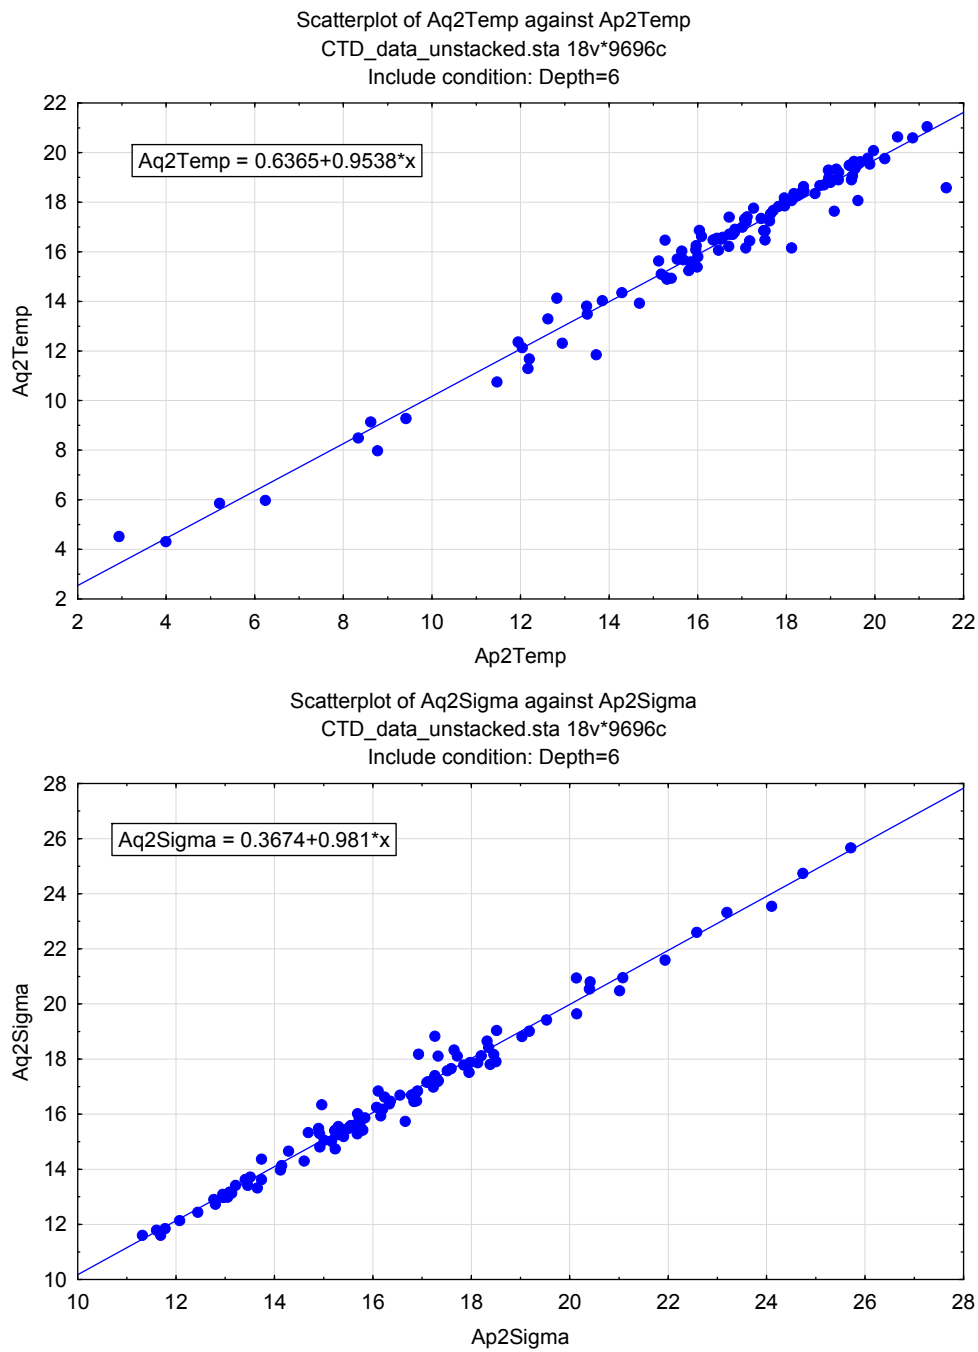 Scatterplot of Aq2Temp against Ap2Temp
CTD_data_unstacked.sta 18v*9696c
Include condition: Depth=6
22
20
18
16
14
12
10
8
6
4
2
Aq2Temp
Aq2Temp = 0.6365+0.9538*x
2 4 6 8 10 12 14 16 18 20 22
Ap2Temp
Scatterplot of Aq2Sigma against Ap2Sigma
CTD_data_unstacked.sta 18v*9696c
Include condition: Depth=6
28
26
24
22
20
18
16
14
12
10
Aq2Sigma
Aq2Sigma = 0.3674+0.981*x
10 12 14 16 18 20 22 24 26 28
Ap2Sigma